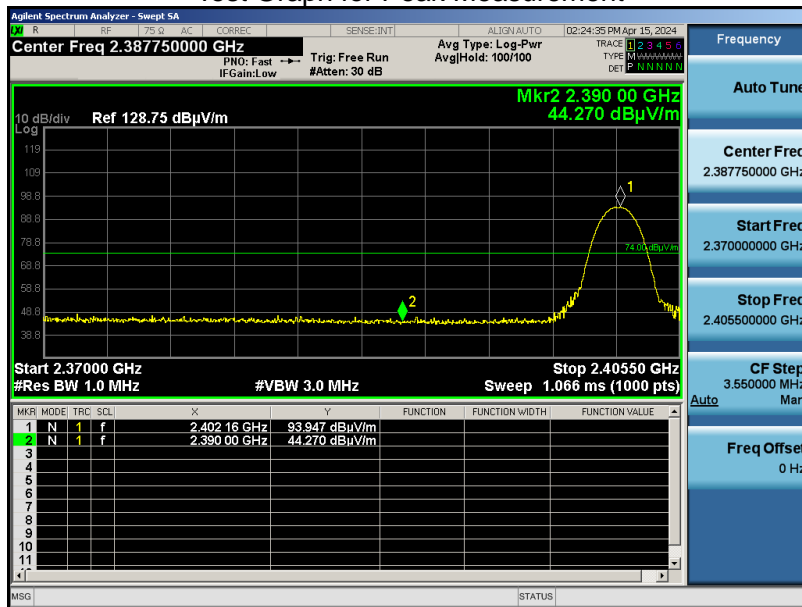 Test Graph for Peak Measurement
Agilent Spectrum Analyzer - Swept SA
LXI R RF 75 Ω AC CORREC SENSE:INT ALIGN AUTO 02:24:35 PM Apr 15, 2024
Center Freq 2.387750000 GHz
PNO: Fast
IFGain:Low
Trig: Free Run
#Atten: 30 dB
Avg Type: Log-Pwr
Avg|Hold: 100/100
TRACE 1 2 3 4 5 6
TYPE M
DET P N N N N N
Mkr2 2.390 00 GHz
44.270 dBµV/m
10 dB/div Ref 128.75 dBµV/m
Log
119
109
98.8
88.8
78.8
68.8
58.8
48.8
38.8
1
2
74.00 dBµV/m
Start 2.37000 GHz Stop 2.40550 GHz
#Res BW 1.0 MHz #VBW 3.0 MHz Sweep 1.066 ms (1000 pts)
MKR MODE TRC SCL X Y FUNCTION FUNCTION WIDTH FUNCTION VALUE
1 N 1 f 2.402 16 GHz 93.947 dBµV/m
2 N 1 f 2.390 00 GHz 44.270 dBµV/m
3
4
5
6
7
8
9
10
11
MSG STATUS
Frequency
Auto Tune
Center Freq
2.387750000 GHz
Start Freq
2.370000000 GHz
Stop Freq
2.405500000 GHz
CF Step
3.550000 MHz
Auto Man
Freq Offset
0 Hz